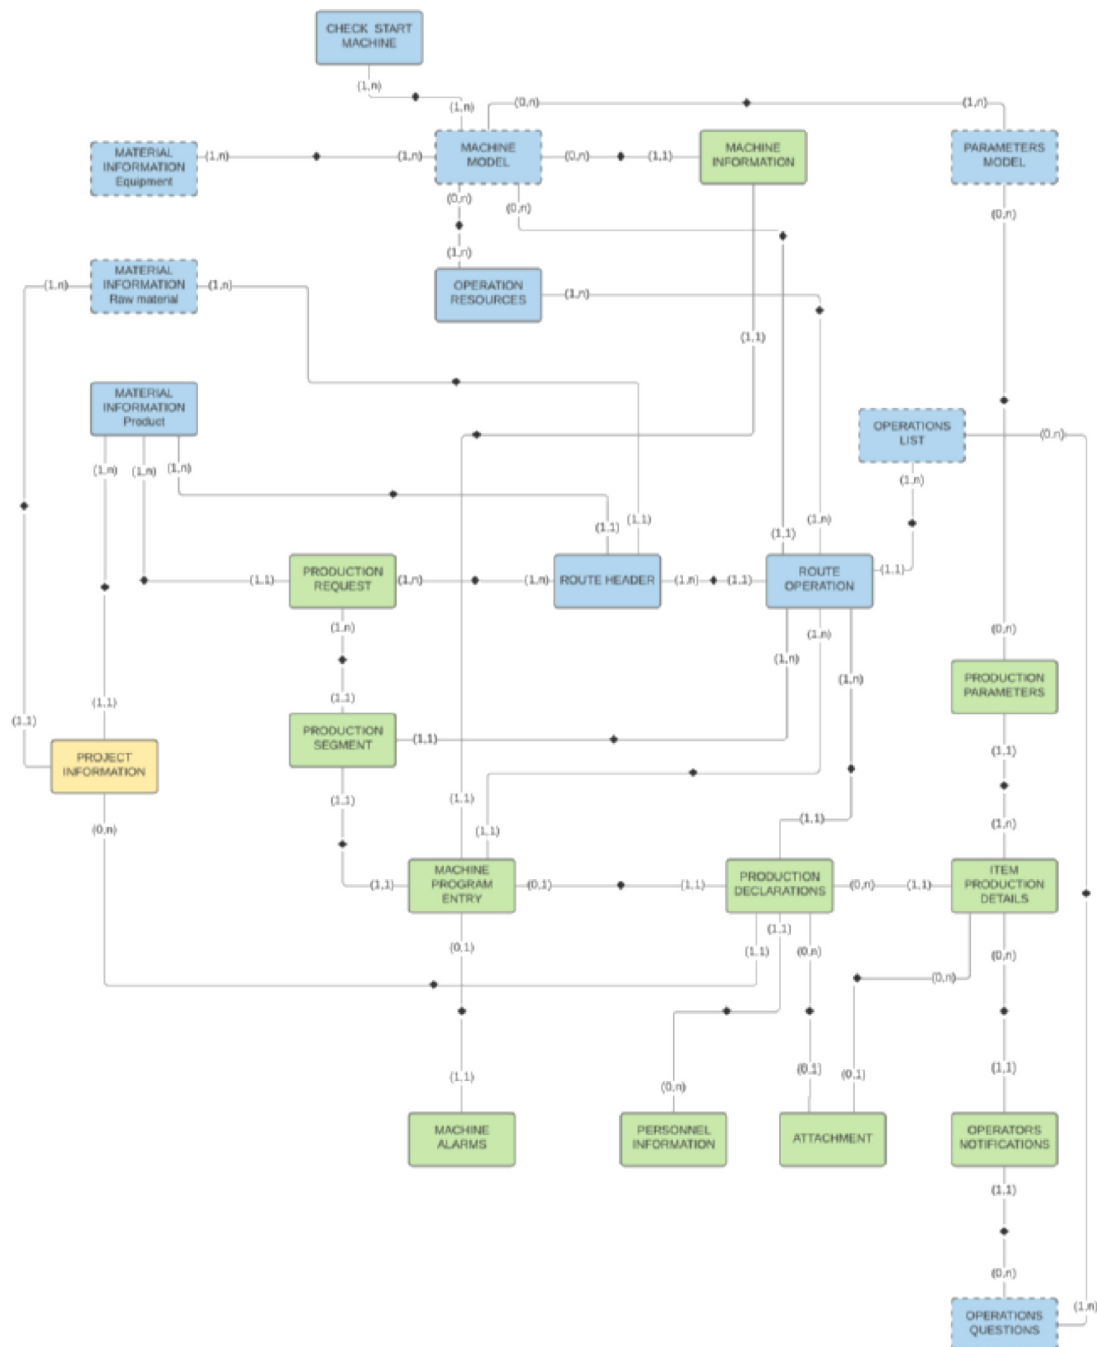 CHECK START
MACHINE
(1,n)
(1,n)
(0,n)
(1,n)
MATERIAL
INFORMATION
Equipment
(1,n)
(1,n)
MACHINE
MODEL
(0,n)
(1,1)
MACHINE
INFORMATION
PARAMETERS
MODEL
(0,n)
(0,n)
(0,n)
(1,n)
MATERIAL
INFORMATION
Raw material
(1,n)
(1,n)
OPERATION
RESOURCES
(1,n)
(1,1)
MATERIAL
INFORMATION
Product
OPERATIONS
LIST
(0,n)
(1,n)
(1,n)
(1,n)
(1,n)
(1,1)
(1,1)
(1,1)
(1,n)
PRODUCTION
REQUEST
(1,1)
(1,n)
(1,n)
ROUTE HEADER
(1,n)
(1,1)
ROUTE
OPERATION
(1,1)
(1,n)
(1,n)
(1,n)
(1,n)
(0,n)
(1,1)
PRODUCTION
PARAMETERS
(1,1)
(1,1)
PRODUCTION
SEGMENT
(1,1)
PROJECT
INFORMATION
(1,1)
(1,1)
(1,1)
(0,n)
(1,1)
(1,1)
(1,n)
(1,1)
MACHINE
PROGRAM
ENTRY
(0,1)
(1,1)
PRODUCTION
DECLARATIONS
(0,n)
(1,1)
ITEM
PRODUCTION
DETAILS
(0,1)
(1,1)
(1,1)
(0,n)
(0,n)
(0,n)
(1,1)
(0,n)
(0,1)
(0,1)
(1,1)
MACHINE
ALARMS
PERSONNEL
INFORMATION
ATTACHMENT
OPERATORS
NOTIFICATIONS
(1,1)
(0,n)
(1,n)
OPERATIONS
QUESTIONS